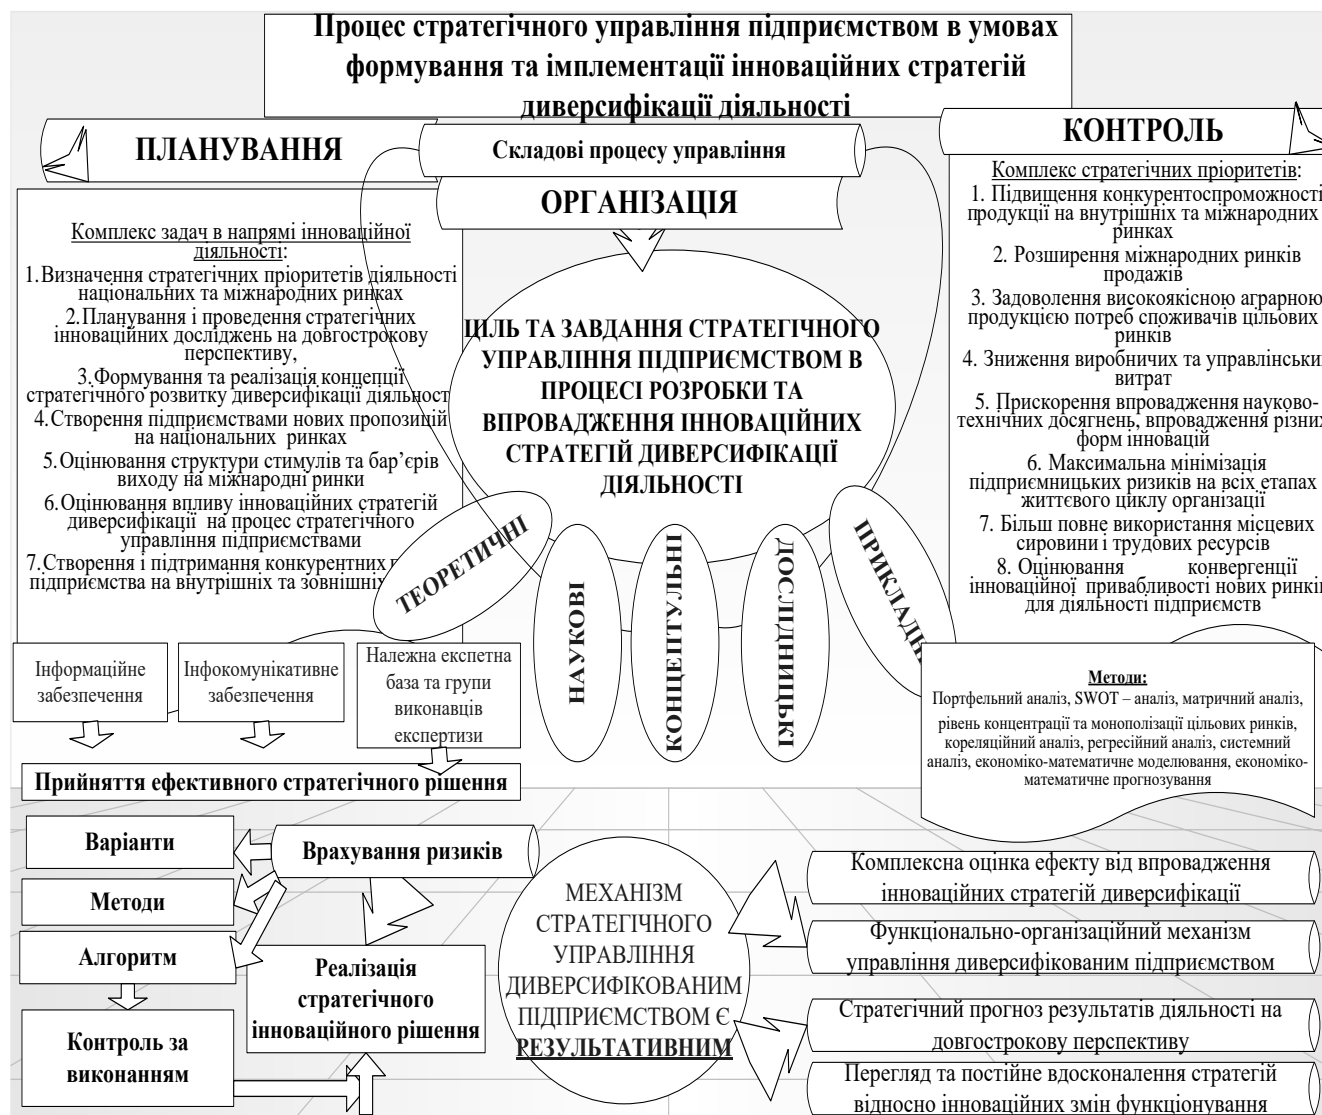 Процес стратегічного управління підприємством в умовах
формування та імплементації інноваційних стратегій
диверсифікації діяльності
ПЛАНУВАННЯ
Складові процесу управління
ОРГАНІЗАЦІЯ
КОНТРОЛЬ
Комплекс задач в напрямі інноваційної
діяльності:
1.Визначення стратегічних пріоритетів діяльності
національних та міжнародних ринках
2.Планування і проведення стратегічних
інноваційних досліджень на довгострокову
перспективу,
3.Формування та реалізація концепції
стратегічного розвитку диверсифікації діяльност
4.Створення підприємствами нових пропозицій
на національних ринках
5.Оцінювання структури стимулів та бар’єрів
виходу на міжнародні ринки
6.Оцінювання впливу інноваційних стратегій
диверсифікації на процес стратегічного
управління підприємствами
7.Створення і підтримання конкурентних
підприємства на внутрішніх та зовнішніх
ЦІЛЬ ТА ЗАВДАННЯ СТРАТЕГІЧНОГО
УПРАВЛІННЯ ПІДПРИЄМСТВОМ В
ПРОЦЕСІ РОЗРОБКИ ТА
ВПРОВАДЖЕННЯ ІННОВАЦІЙНИХ
СТРАТЕГІЙ ДИВЕРСИФІКАЦІЇ
ДІЯЛЬНОСТІ
ТЕОРЕТИЧНІ
НАУКОВІ
КОНЦЕПТУЛЬНІ
ДОСЛІДНИЦЬКІ
ПРИКЛАДН
Комплекс стратегічних пріоритетів:
1. Підвищення конкурентоспроможності
продукції на внутрішніх та міжнародних
ринках
2. Розширення міжнародних ринків
продажів
3. Задоволення високоякісною аграрною
продукцією потреб споживачів цільових
ринків
4. Зниження виробничих та управлінськи
витрат
5. Прискорення впровадження науково-
технічних досягнень, впровадження різних
форм інновацій
6. Максимальна мінімізація
підприємницьких ризиків на всіх етапах
життєвого циклу організації
7. Більш повне використання місцевих
сировини і трудових ресурсів
8. Оцінювання конвергенції
інноваційної привабливості нових ринків
для діяльності підприємств
Інформаційне
забезпечення
Інфокомунікативне
забезпечення
Належна експетна
база та групи
виконавців
експертизи
Методи:
Портфельний аналіз, SWOT – аналіз, матричний аналіз,
рівень концентрації та монополізації цільових ринків,
кореляційний аналіз, регресійний аналіз, системний
аналіз, економіко-математичне моделювання, економіко-
математичне прогнозування
Прийняття ефективного стратегічного рішення
Варіанти
Методи
Алгоритм
Контроль за
виконанням
Врахування ризиків
Реалізація
стратегічного
інноваційного рішення
МЕХАНІЗМ
СТРАТЕГІЧНОГО
УПРАВЛІННЯ
ДИВЕРСИФІКОВАНИМ
ПІДПРИЄМСТВОМ Є
РЕЗУЛЬТАТИВНИМ
Комплексна оцінка ефекту від впровадження
інноваційних стратегій диверсифікації
Функціонально-організаційний механізм
управління диверсифікованим підприємством
Стратегічний прогноз результатів діяльності на
довгострокову перспективу
Перегляд та постійне вдосконалення стратегій
відносно інноваційних змін функціонування